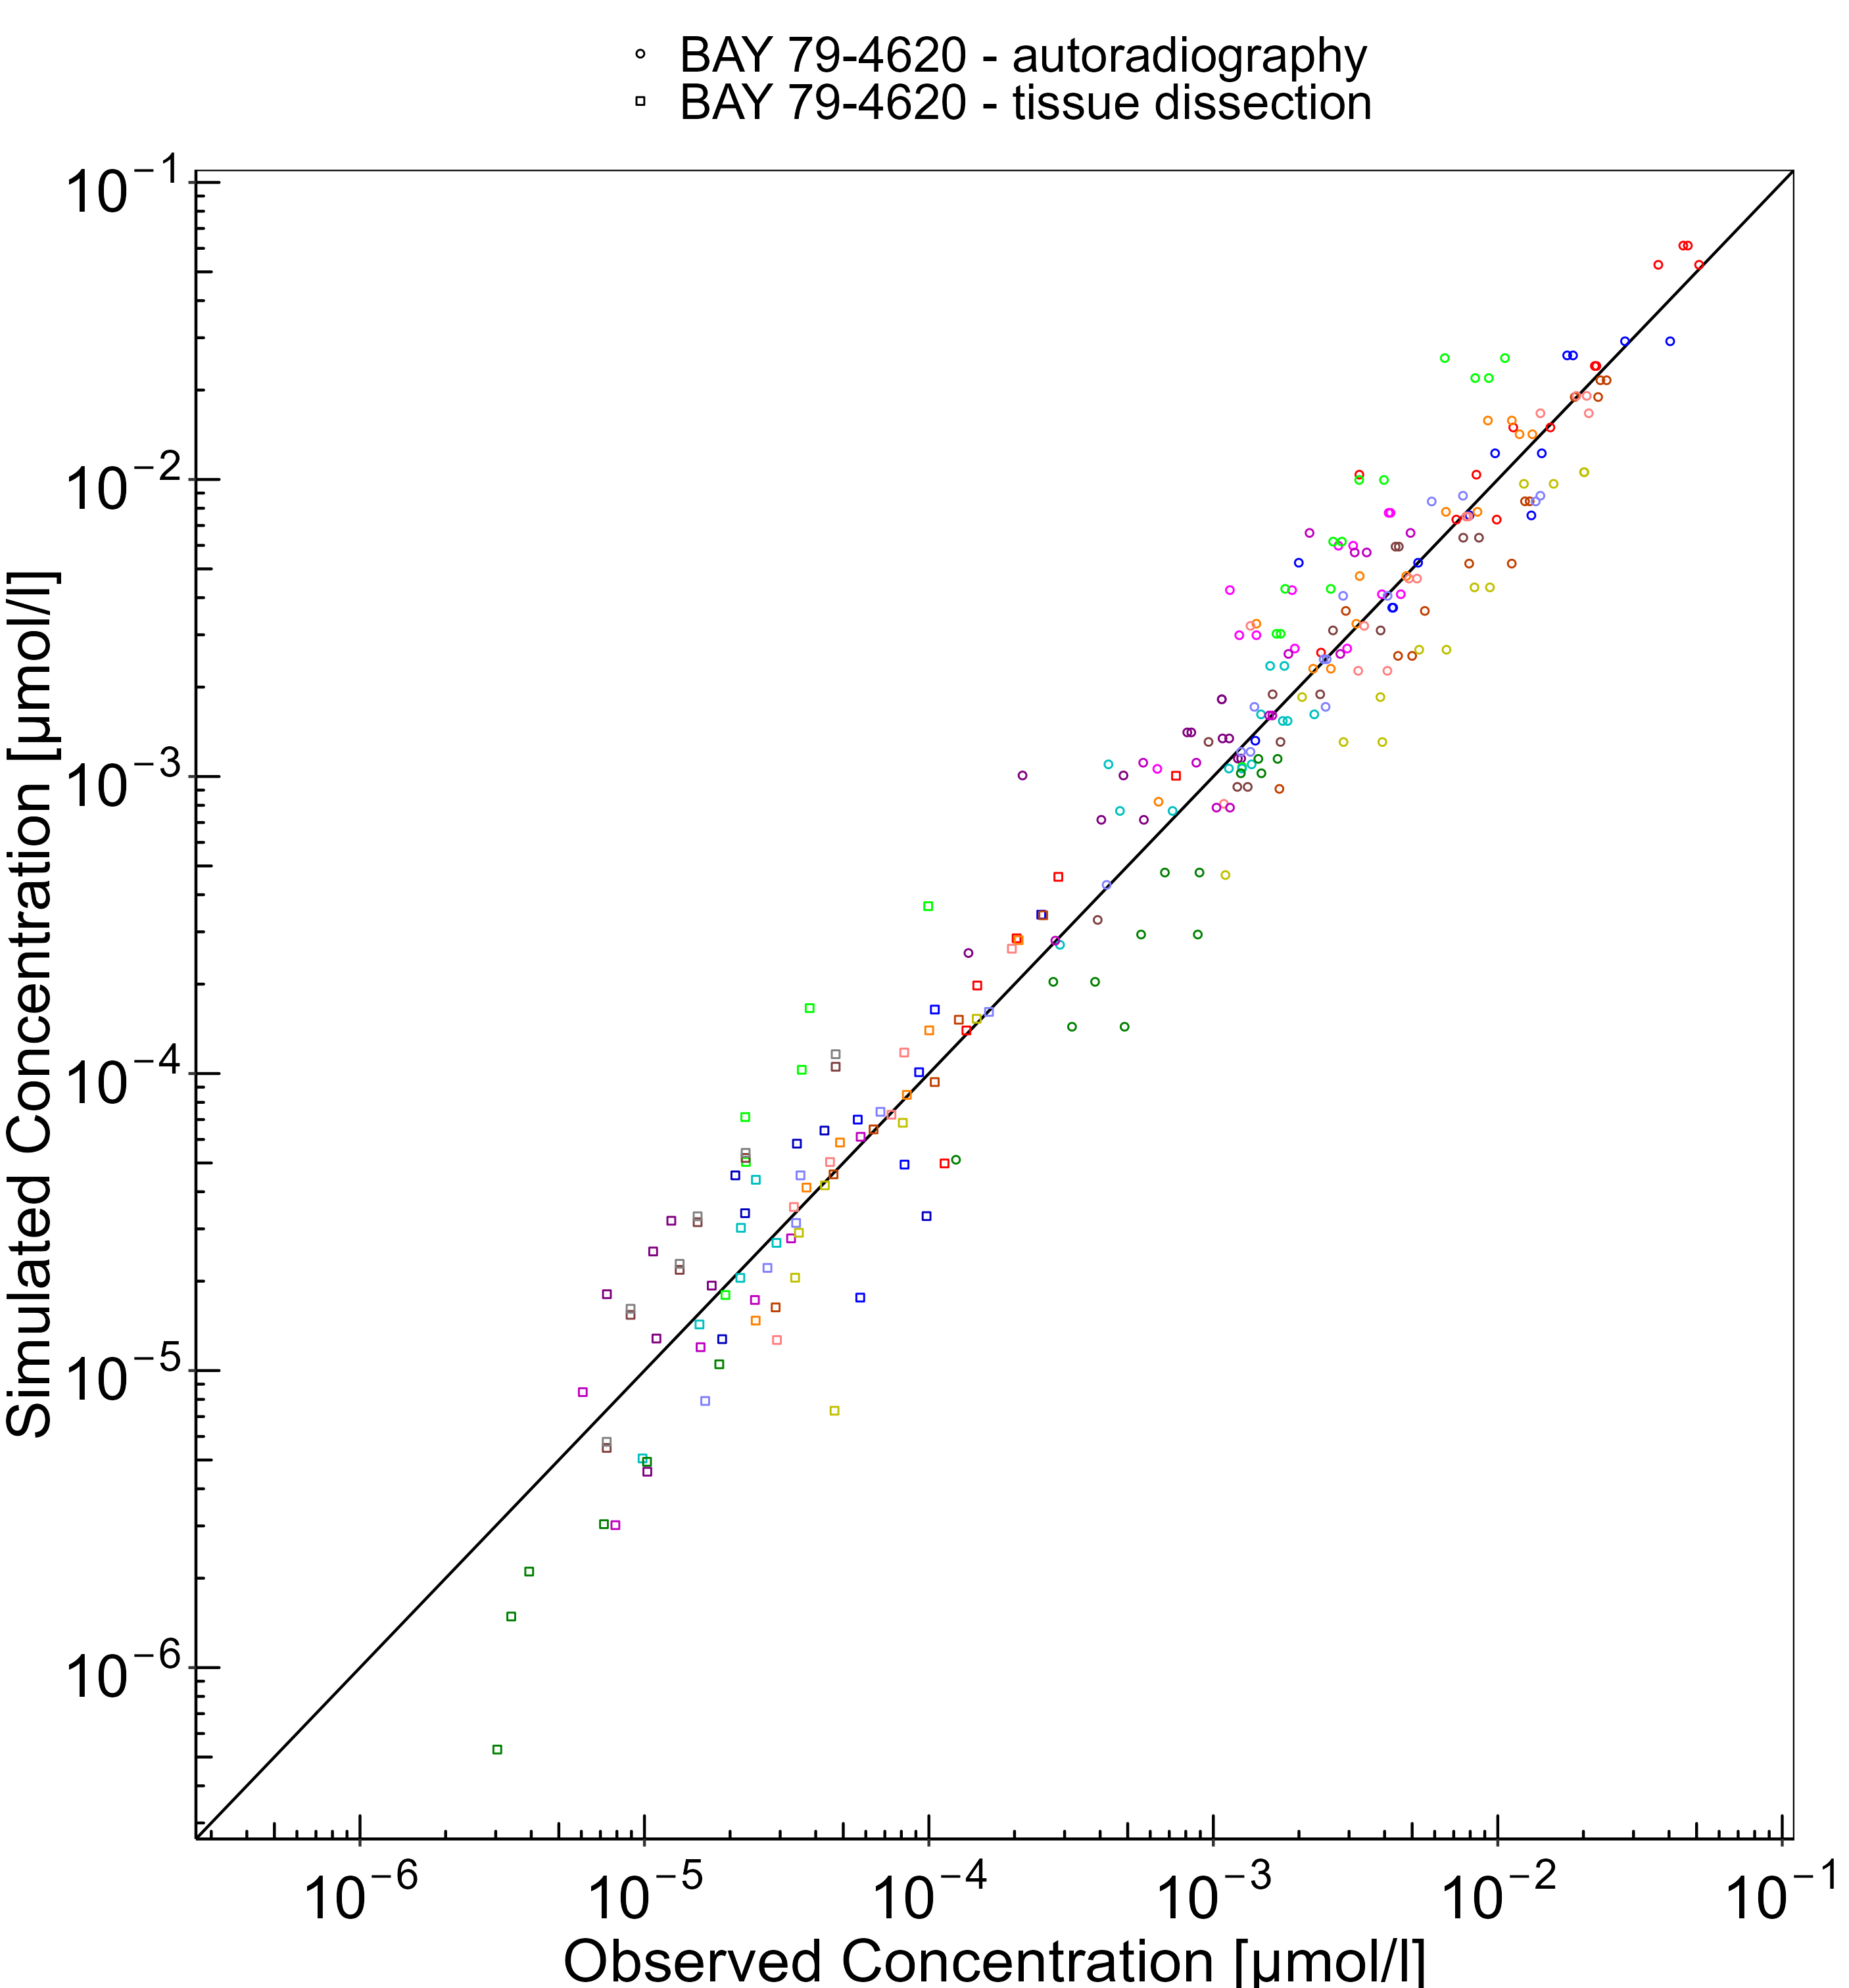 BAY 79-4620 - autoradiography
BAY 79-4620 - tissue dissection
10⁻¹
10⁻²
10⁻³
10⁻⁴
10⁻⁵
10⁻⁶
Simulated Concentration [µmol/l]
10⁻⁶ 10⁻⁵ 10⁻⁴ 10⁻³ 10⁻² 10⁻¹
Observed Concentration [µmol/l]